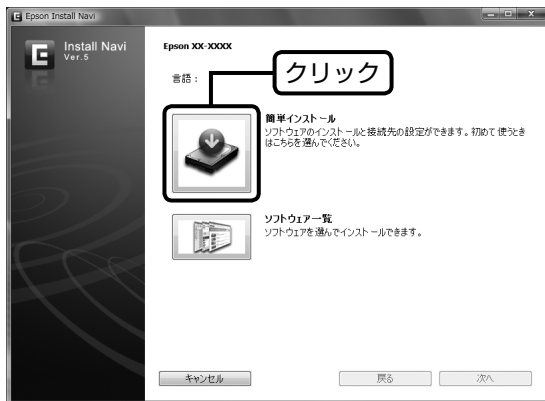 Epson Install Navi
Install Navi
Ver.5
Epson XX-XXXX
言語：
クリック
簡単インストール
ソフトウェアのインストールと接続先の設定ができます。初めて使うとき
はこちらを選んでください。
ソフトウェア一覧
ソフトウェアを選んでインストールできます。
キャンセル
戻る
次へ